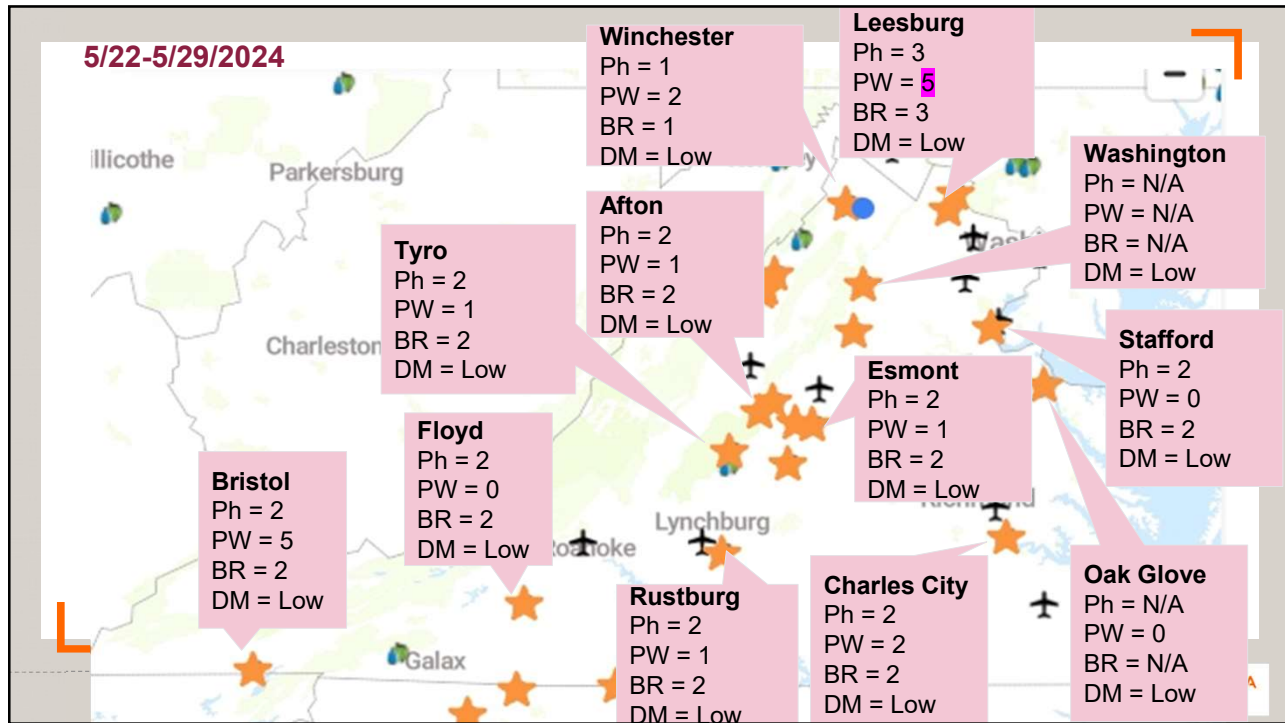 5/22-5/29/2024
Winchester
Ph = 1
PW = 2
BR = 1
DM = Low
Leesburg
Ph = 3
PW = 5
BR = 3
DM = Low
Washington
Ph = N/A
PW = N/A
BR = N/A
DM = Low
Afton
Ph = 2
PW = 1
BR = 2
DM = Low
Tyro
Ph = 2
PW = 1
BR = 2
DM = Low
Stafford
Ph = 2
PW = 0
BR = 2
DM = Low
Esmont
Ph = 2
PW = 1
BR = 2
DM = Low
Floyd
Ph = 2
PW = 0
BR = 2
DM = Low
Bristol
Ph = 2
PW = 5
BR = 2
DM = Low
Rustburg
Ph = 2
PW = 1
BR = 2
DM = Low
Charles City
Ph = 2
PW = 2
BR = 2
DM = Low
Oak Glove
Ph = N/A
PW = 0
BR = N/A
DM = Low
illicothe
Parkersburg
Charleston
Lynchburg
Roanoke
Galax
A